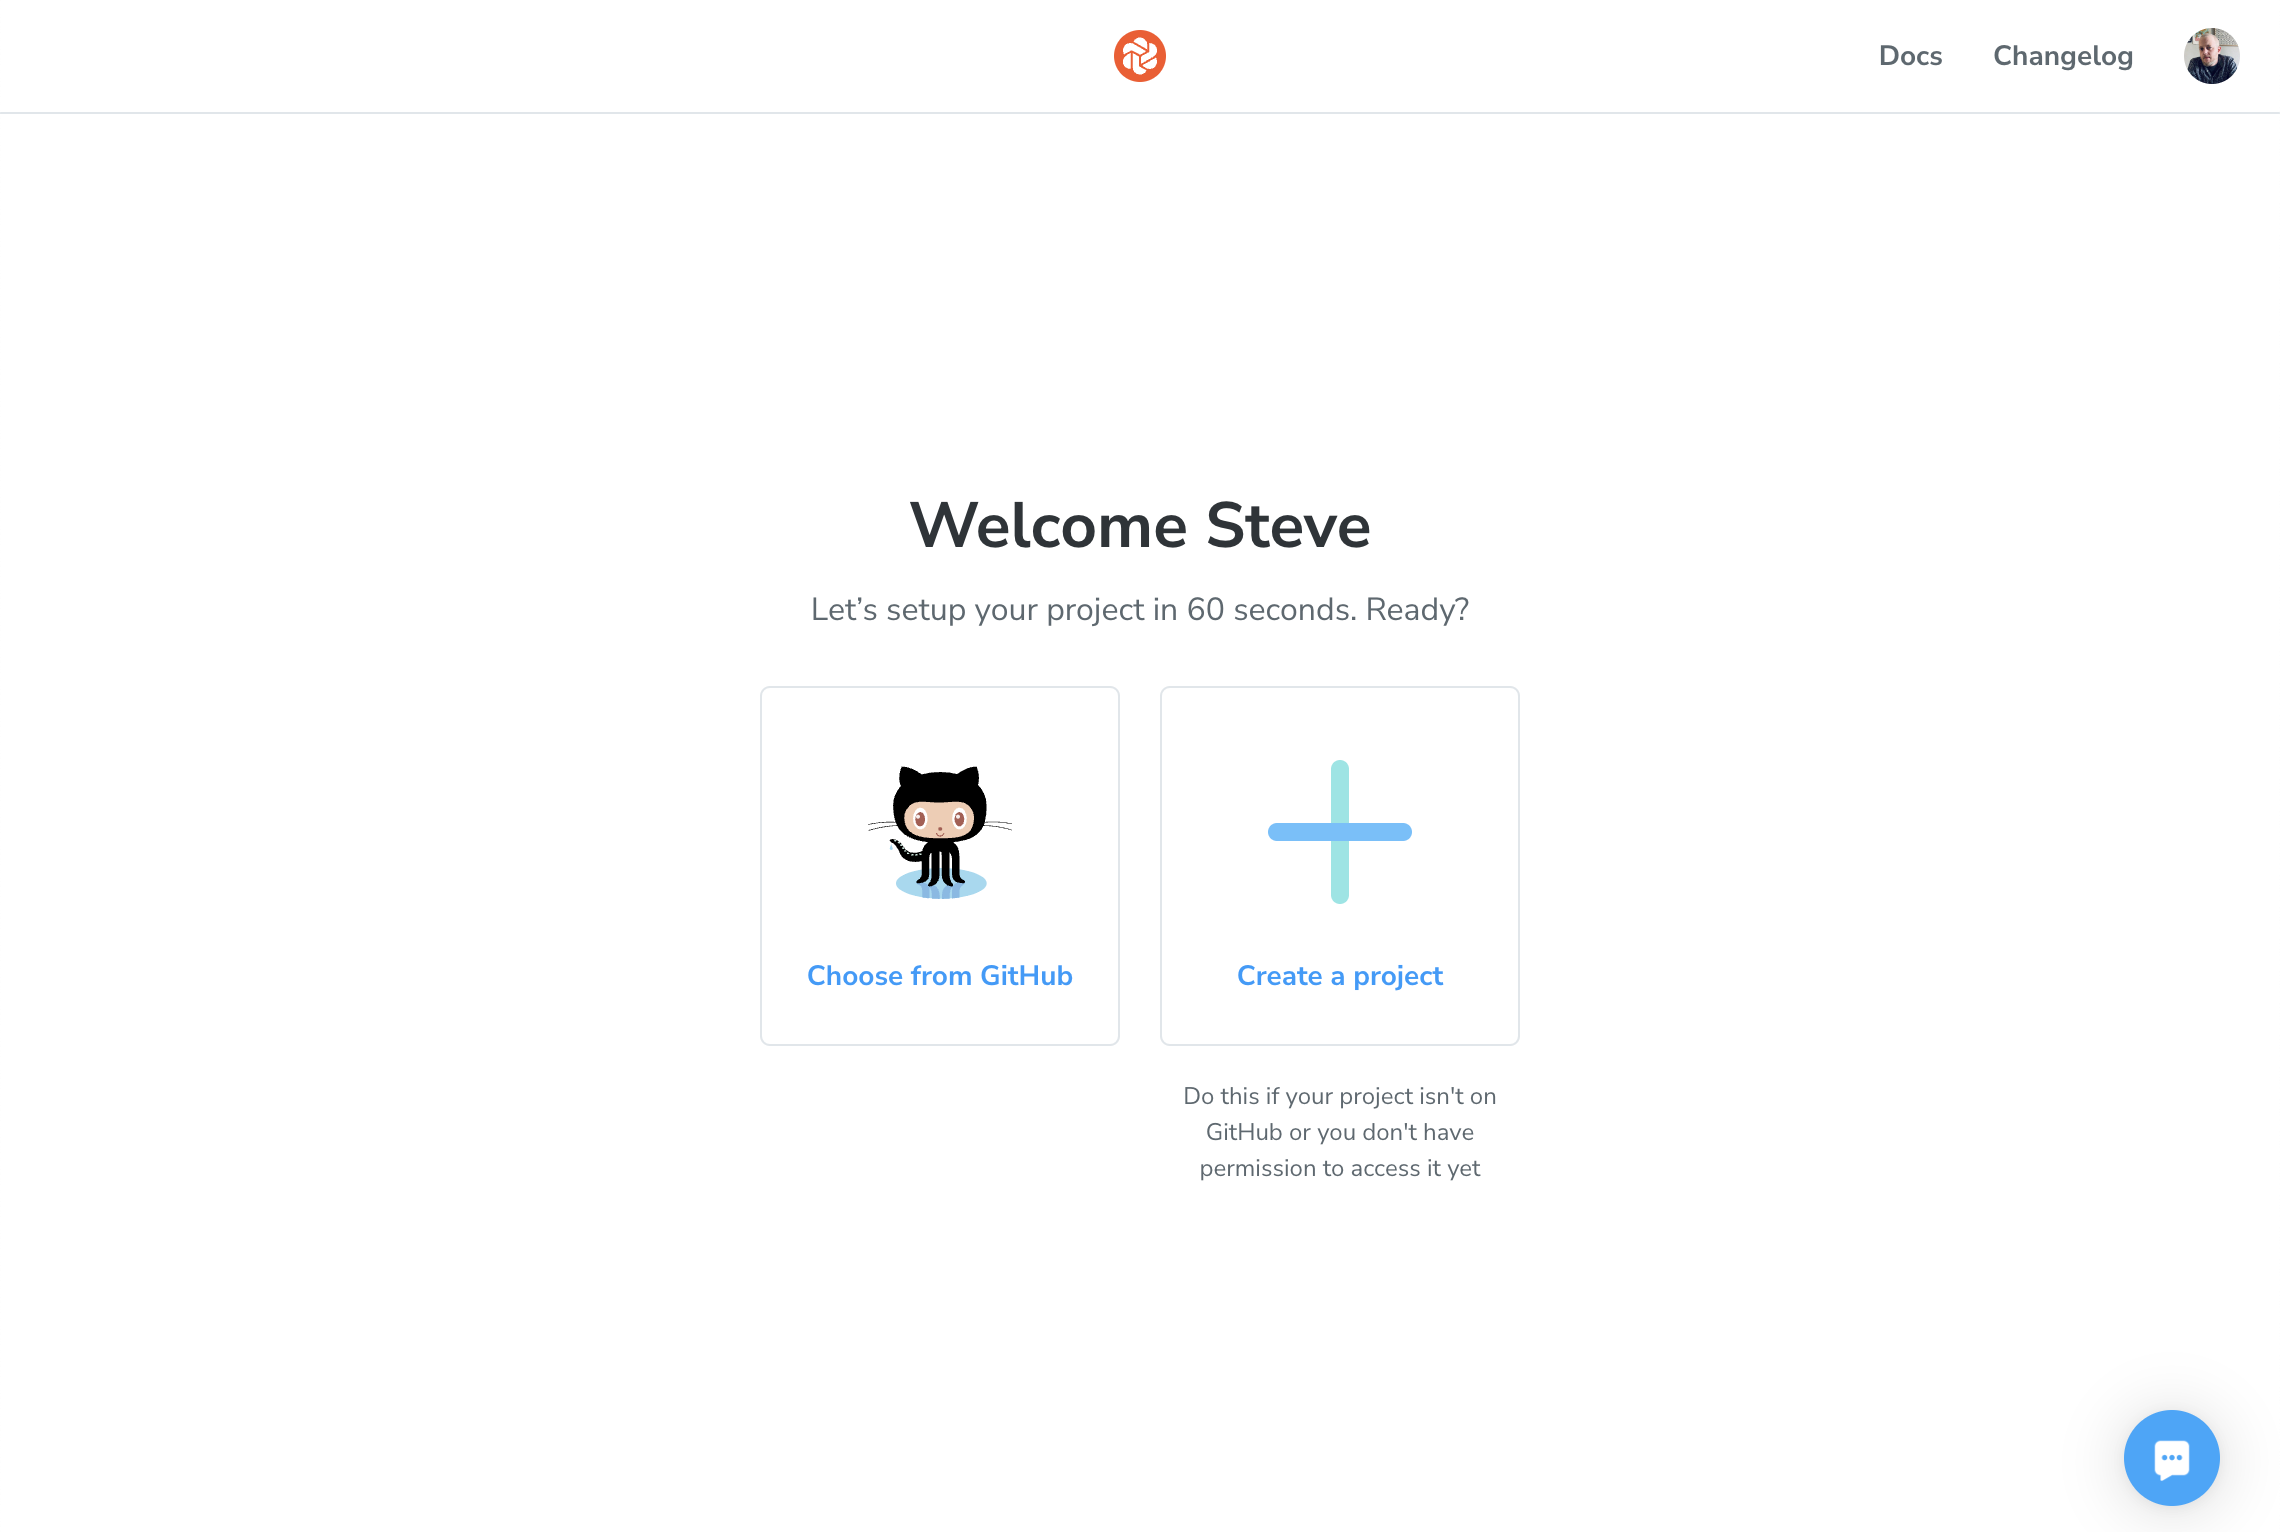 Docs
Changelog
Welcome Steve
Let’s setup your project in 60 seconds. Ready?
Choose from GitHub
Create a project
Do this if your project isn't on
GitHub or you don't have
permission to access it yet